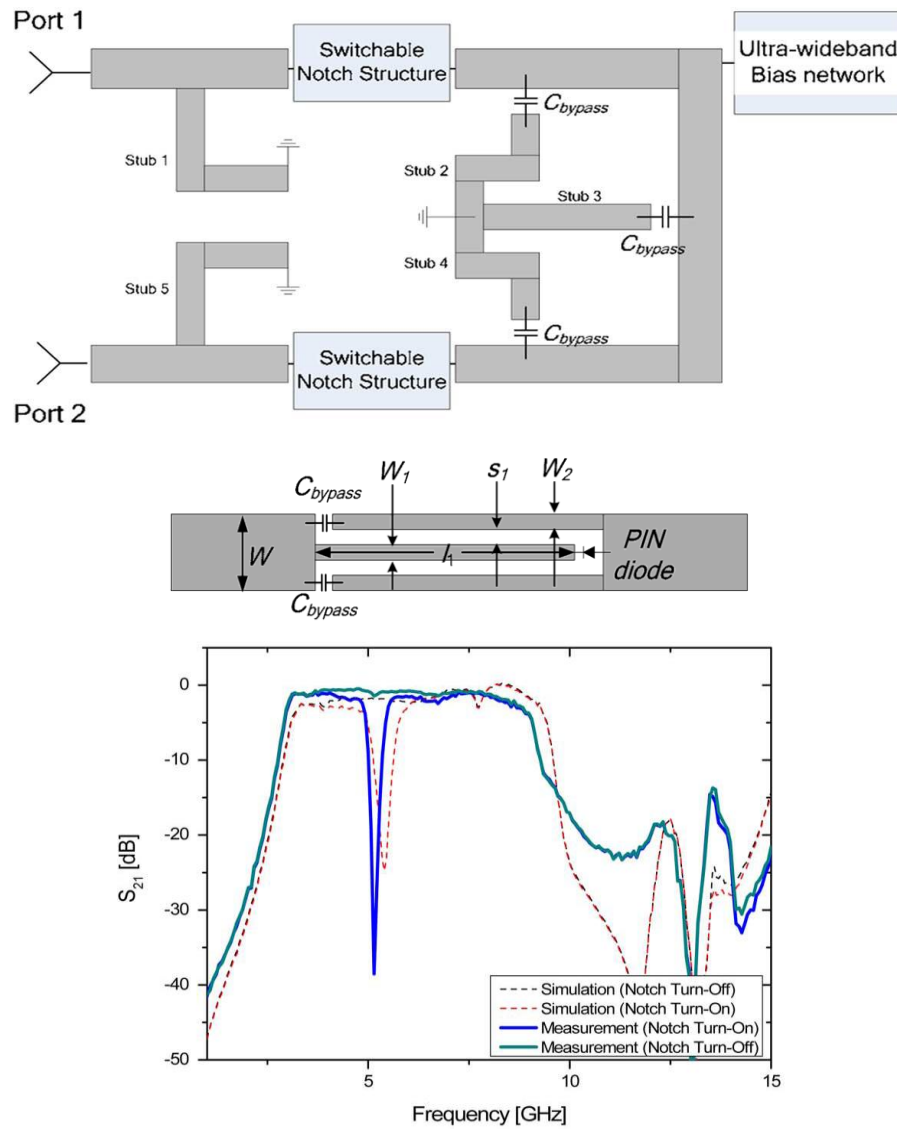 Port 1
Switchable
Notch Structure
Ultra-wideband
Bias network
C_bypass
Stub 1
Stub 2
Stub 3
C_bypass
Stub 4
Stub 5
C_bypass
Switchable
Notch Structure
Port 2
W_1
s_1
W_2
C_bypass
W
l_1
PIN
diode
C_bypass
0
-10
-20
-30
-40
-50
S_21 [dB]
Simulation (Notch Turn-Off)
Simulation (Notch Turn-On)
Measurement (Notch Turn-On)
Measurement (Notch Turn-Off)
5
10
15
Frequency [GHz]